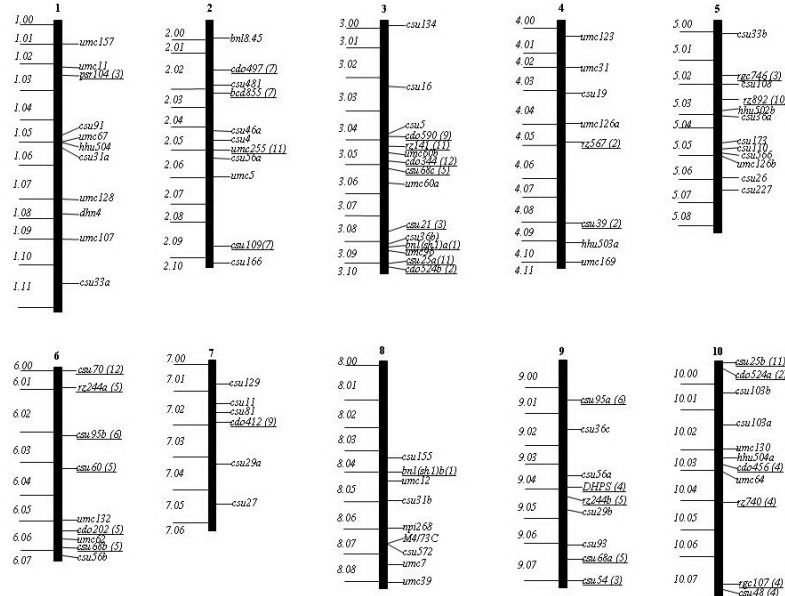 1
1.00
1.01
umc157
1.02
umc11
psr104 (3)
1.03
1.04
csu91
1.05
umc67
hhu504
csu31a
1.06
1.07
umc128
1.08
dhn4
1.09
umc107
1.10
1.11
csu33a
2
2.00
bnl8.45
2.01
2.02
cdo497 (7)
csu481
bcd855 (7)
2.03
2.04
csu46a
2.05
csu4
umc255 (11)
csu56a
2.06
umc5
2.07
2.08
2.09
csu109(7)
2.10
csu166
3
3.00
csu134
3.01
3.02
csu16
3.03
csu5
3.04
cdo590 (9)
rz141 (11)
3.05
umc60b
cdo344 (12)
csu68c (5)
3.06
umc60a
3.07
csu21 (3)
3.08
csu36b
bnl(sh1)a(1)
umc9b
3.09
csu25a(11)
3.10
cdo524b (2)
4
4.00
umc123
4.01
4.02
umc31
4.03
csu19
4.04
umc126a
4.05
rz567 (2)
4.06
4.07
4.08
csu39 (2)
4.09
hhu503a
4.10
umc169
4.11
5
5.00
csu33b
5.01
5.02
rgc746 (3)
csu108
rz892 (10
5.03
hhu502b
csu36a
5.04
csu173
5.05
csu110
csu566
umc126b
5.06
csu26
csu227
5.07
5.08
6
6.00
csu70 (12)
6.01
rz244a (5)
6.02
csu95b (6)
6.03
csu60 (5)
6.04
6.05
umc132
cdo202 (5)
6.06
umc62
csu68b (5)
6.07
csu56b
7
7.00
7.01
csu129
csu11
7.02
csu81
cdo412 (9)
7.03
csu29a
7.04
7.05
csu27
7.06
8
8.00
8.01
8.02
8.03
csu155
8.04
bnl(sh1)b(1)
umc12
8.05
csu31b
8.06
npi268
M4/73C
8.07
csu572
umc7
8.08
umc39
9
9.00
csu95a (6)
9.01
9.02
csu36c
9.03
csu56a
9.04
DHPS (4)
rz244b (5)
9.05
csu29b
9.06
csu93
9.07
csu68a (5)
csu54 (3)
10
csu25b (11)
10.00
cdo524a (2)
csu103b
10.01
10.02
csu103a
umc130
hhu504a
10.03
cdo456 (4)
umc64
10.04
rz740 (4)
10.05
10.06
10.07
rgc107 (4)
csu48 (4)